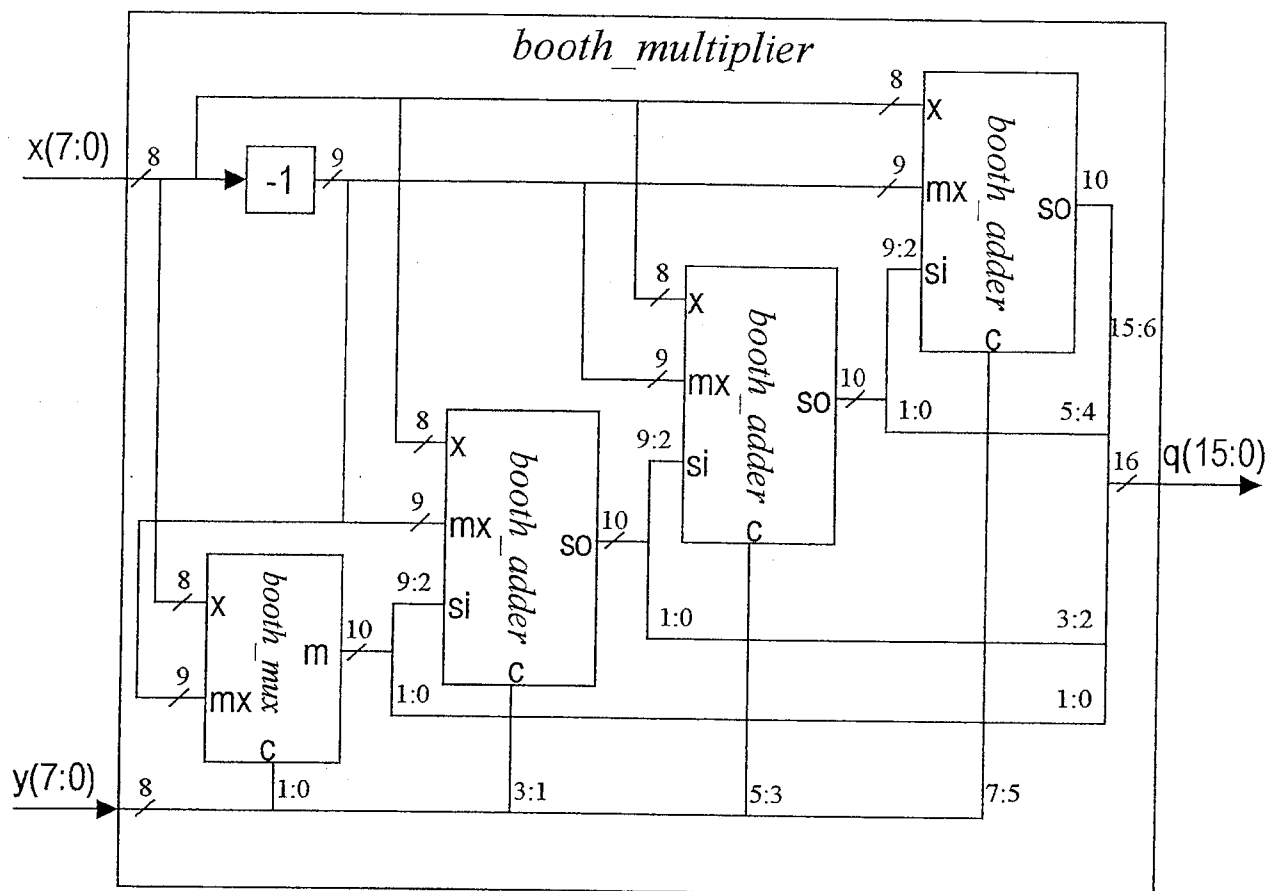 booth_multiplier
x(7:0)
8
-1
9
8
x
9
mx
9:2
si
booth_adder
so
10
c
15:6
8
x
9
mx
9:2
si
booth_adder
so
10
c
1:0
5:4
16
q(15:0)
8
x
9
mx
9:2
si
booth_adder
so
10
c
1:0
3:2
8
x
9
mx
booth_mux
m
10
c
1:0
1:0
y(7:0)
8
1:0
3:1
5:3
7:5